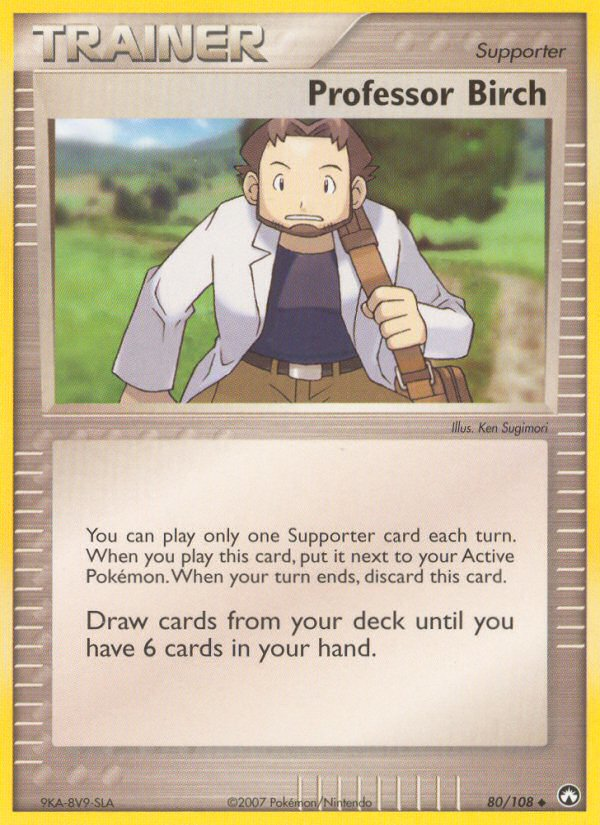 TRAINER
Supporter
Professor Birch
Illus. Ken Sugimori
You can play only one Supporter card each turn.
When you play this card, put it next to your Active
Pokémon. When your turn ends, discard this card.
Draw cards from your deck until you
have 6 cards in your hand.
9KA-8V9-SLA
©2007 Pokémon/Nintendo
80/108 ◆